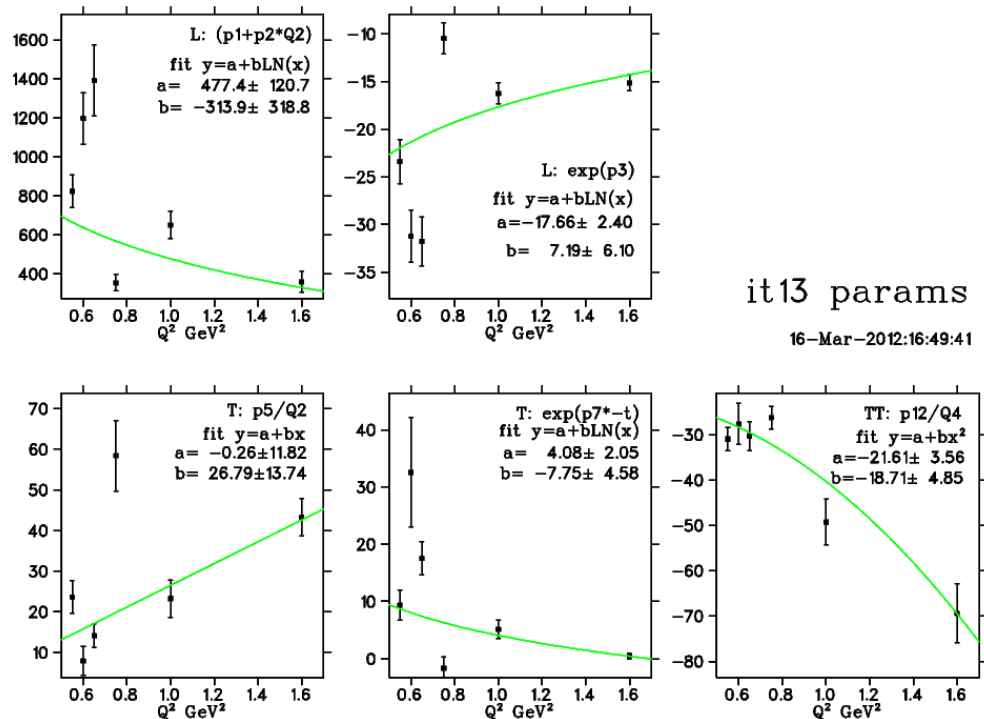 L: (p1+p2*Q2)
fit y=a+bLN(x)
a= 477.4± 120.7
b= −313.9± 318.8
1600
1400
1200
1000
800
600
400
0.6 0.8 1.0 1.2 1.4 1.6
Q² GeV²
−10
−15
−20
−25
−30
−35
L: exp(p3)
fit y=a+bLN(x)
a=−17.66± 2.40
b= 7.19± 6.10
0.6 0.8 1.0 1.2 1.4 1.6
Q² GeV²
it13 params
16−Mar−2012:16:49:41
T: p5/Q2
fit y=a+bx
a= −0.26±11.82
b= 26.79±13.74
70
60
50
40
30
20
10
0.6 0.8 1.0 1.2 1.4 1.6
Q² GeV²
T: exp(p7*−t)
fit y=a+bLN(x)
a= 4.08± 2.05
b= −7.75± 4.58
40
30
20
10
0
0.6 0.8 1.0 1.2 1.4 1.6
Q² GeV²
TT: p12/Q4
fit y=a+bx²
a=−21.61± 3.56
b=−18.71± 4.85
−30
−40
−50
−60
−70
−80
0.6 0.8 1.0 1.2 1.4 1.6
Q² GeV²